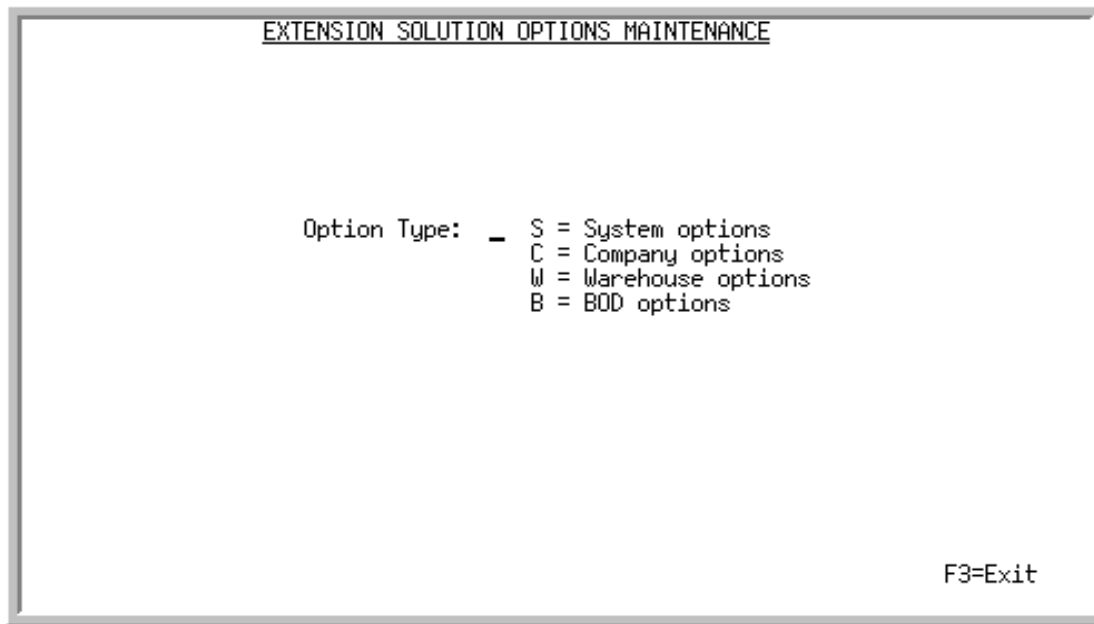 EXTENSION SOLUTION OPTIONS MAINTENANCE
Option Type: _ S = System options
C = Company options
W = Warehouse options
B = BOD options
F3=Exit